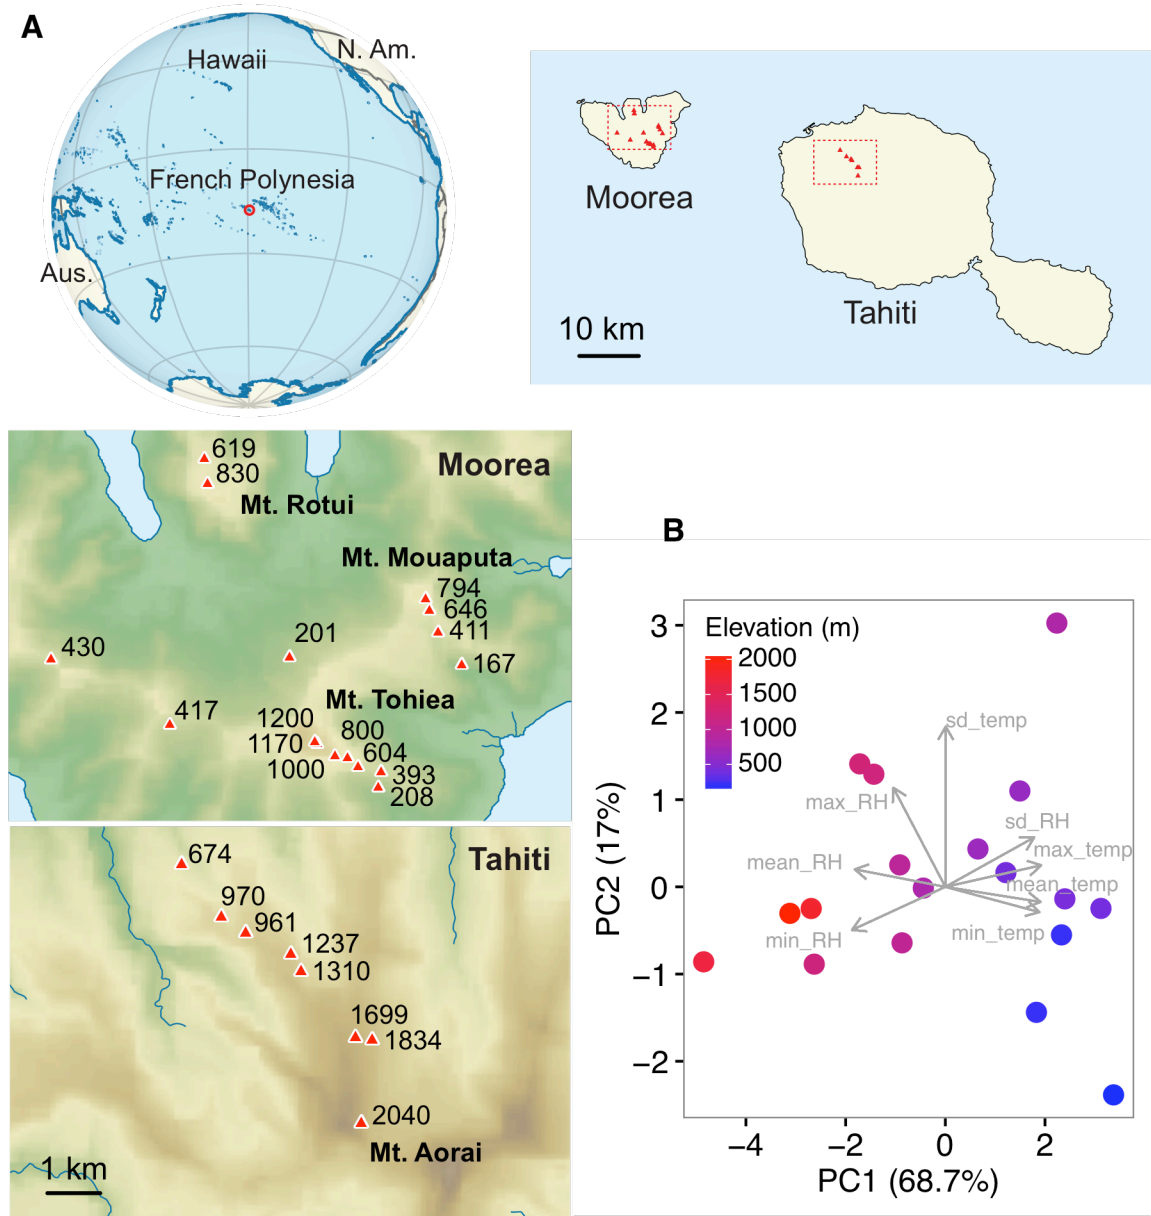 A
Hawaii
N. Am.
French Polynesia
Aus.
Moorea
Tahiti
10 km
619
830
Mt. Rotui
Moorea
Mt. Mouaputa
794
646
411
167
430
201
417
Mt. Tohiea
1200
1170
1000
800
604
393
208
Tahiti
674
970
961
1237
1310
1699
1834
2040
Mt. Aorai
1 km
B
Elevation (m)
2000
1500
1000
500
sd_temp
max_RH
sd_RH
max_temp
mean_RH
mean_temp
min_RH
min_temp
3
2
1
0
−1
−2
PC2 (17%)
−4
−2
0
2
PC1 (68.7%)